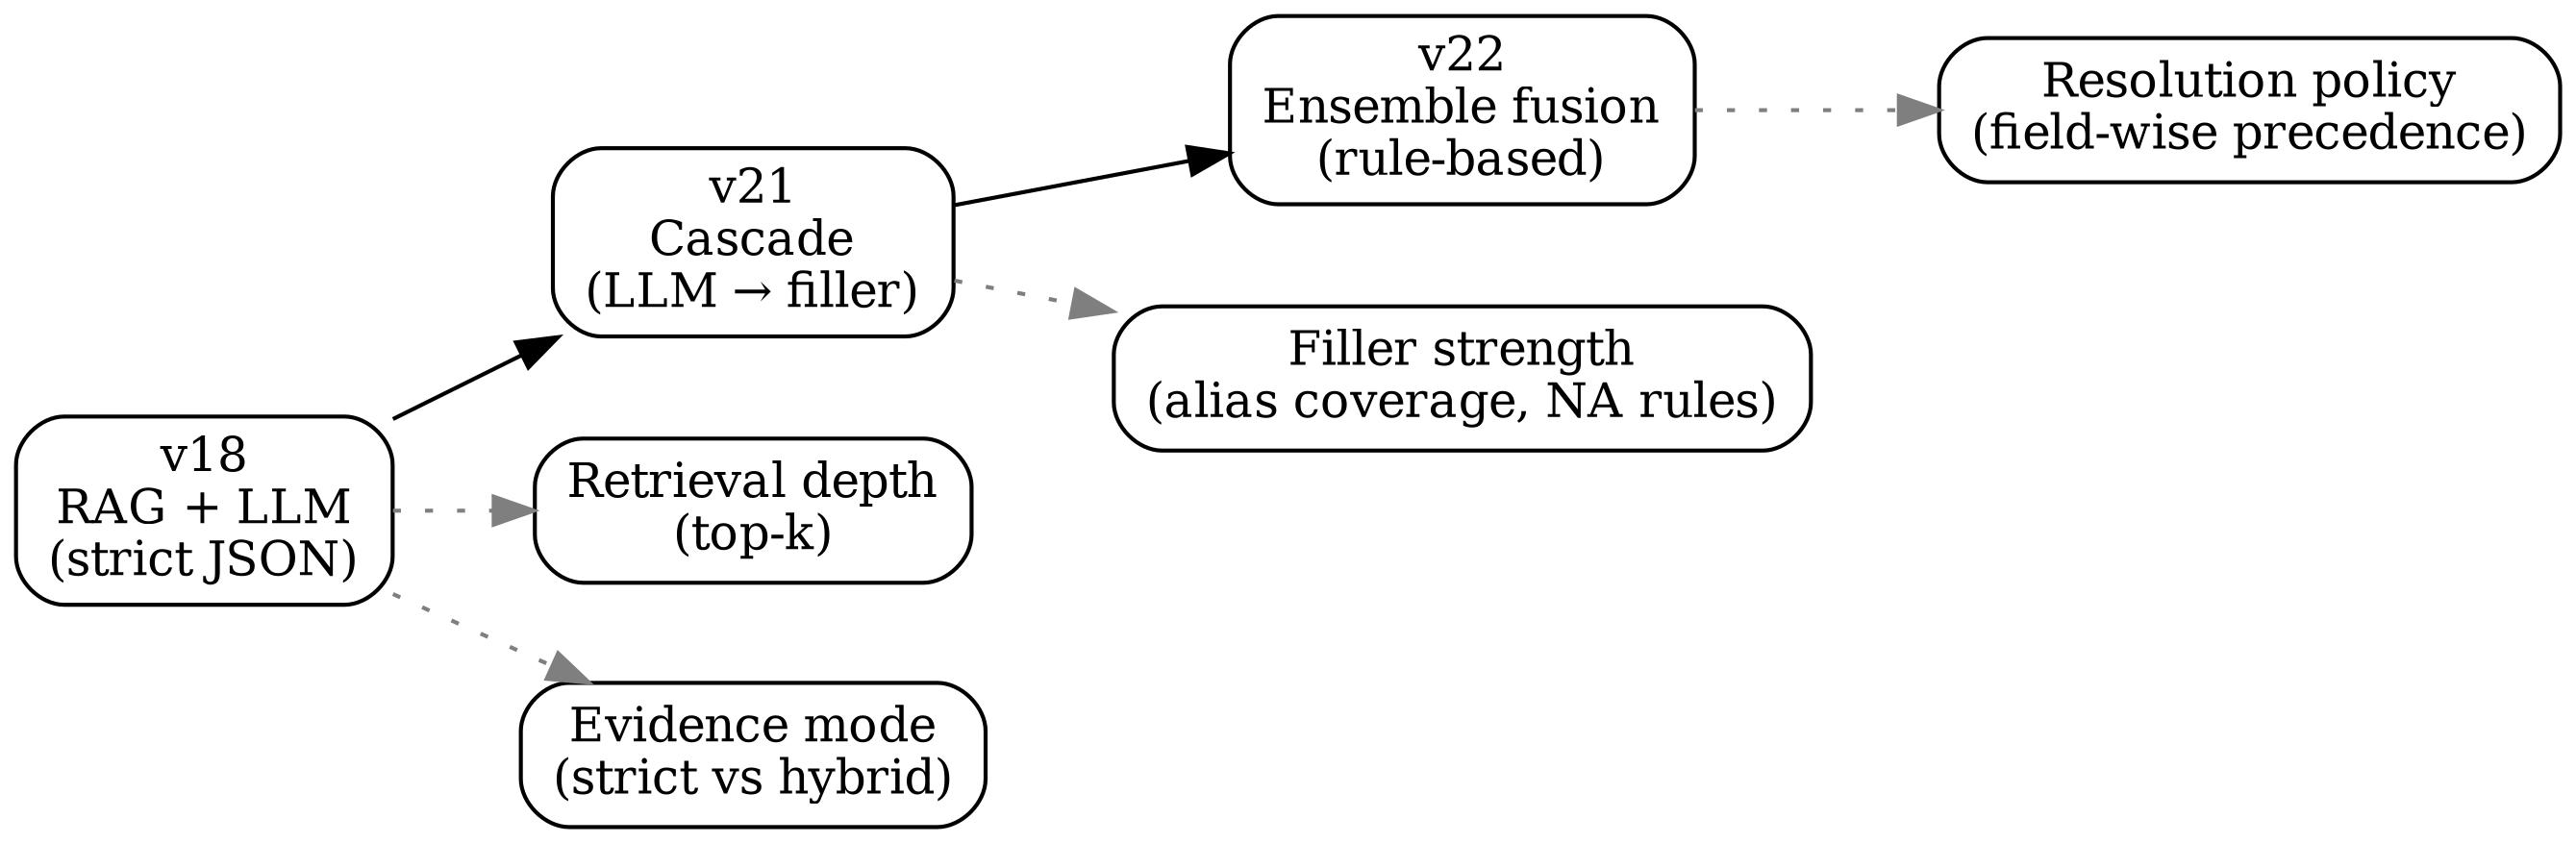 v18
RAG + LLM
(strict JSON)
v21
Cascade
(LLM → filler)
v22
Ensemble fusion
(rule-based)
Resolution policy
(field-wise precedence)
Filler strength
(alias coverage, NA rules)
Retrieval depth
(top-k)
Evidence mode
(strict vs hybrid)